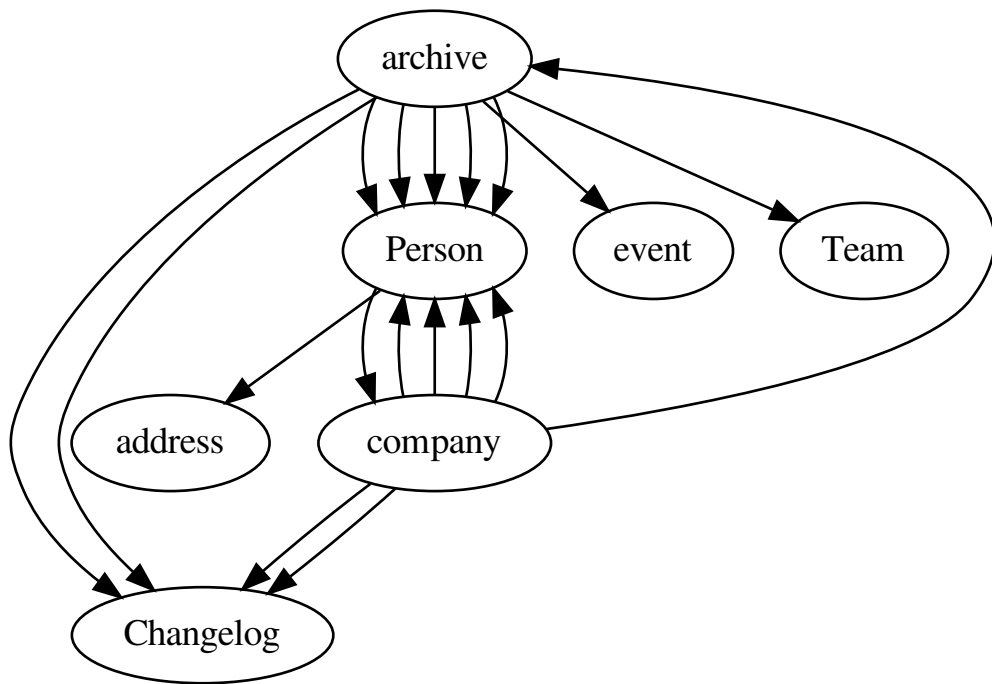 archive
Person
event
Team
address
company
Changelog